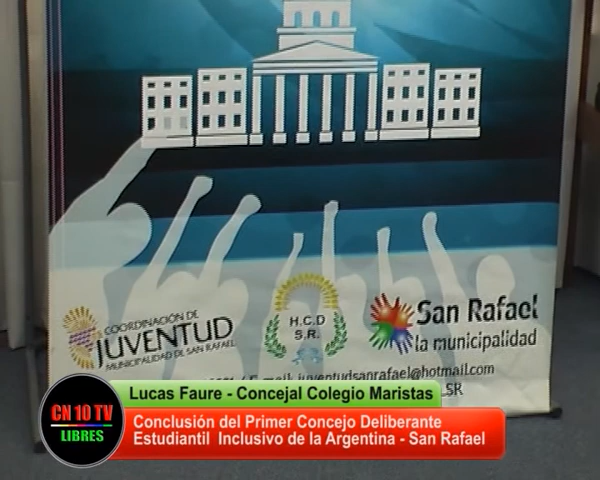 COORDINACIÓN DE
JUVENTUD
MUNICIPALIDAD DE SAN RAFAEL
H.C.D
S.R.
San Rafael
la municipalidad
E-mail: juventudsanrafael@hotmail.com
SR
CN 10 TV
LIBRES
Lucas Faure - Concejal Colegio Maristas
Conclusión del Primer Concejo Deliberante
Estudiantil Inclusivo de la Argentina - San Rafael